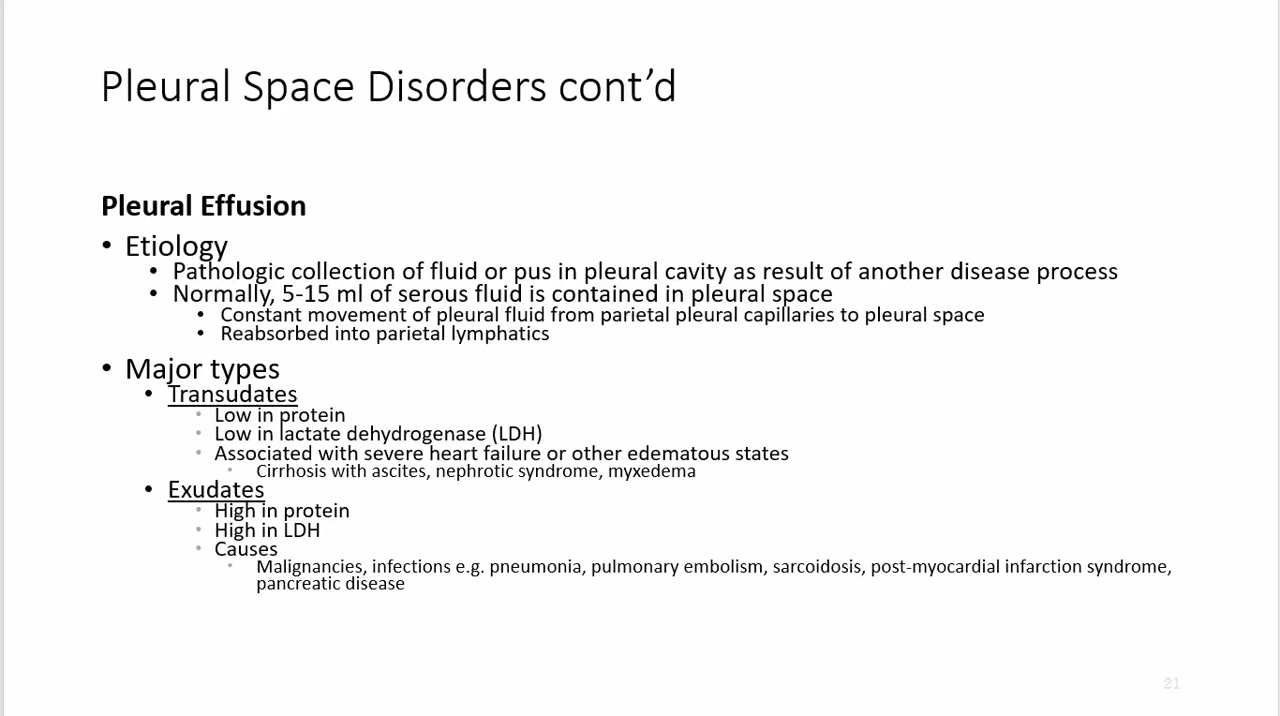 Pleural Space Disorders cont’d
Pleural Effusion
• Etiology
• Pathologic collection of fluid or pus in pleural cavity as result of another disease process
• Normally, 5-15 ml of serous fluid is contained in pleural space
• Constant movement of pleural fluid from parietal pleural capillaries to pleural space
• Reabsorbed into parietal lymphatics
• Major types
• Transudates
• Low in protein
• Low in lactate dehydrogenase (LDH)
• Associated with severe heart failure or other edematous states
• Cirrhosis with ascites, nephrotic syndrome, myxedema
• Exudates
• High in protein
• High in LDH
• Causes
• Malignancies, infections e.g. pneumonia, pulmonary embolism, sarcoidosis, post-myocardial infarction syndrome,
pancreatic disease
21